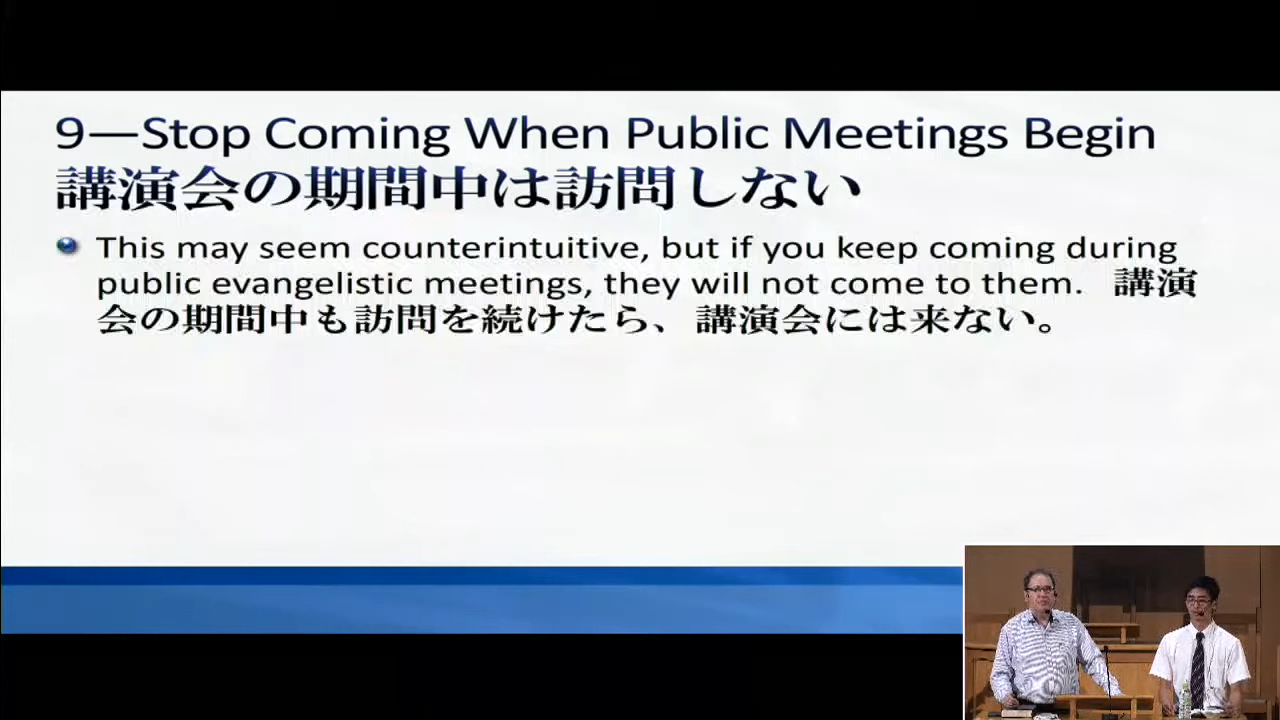 9—Stop Coming When Public Meetings Begin
講演会の期間中は訪問しない
This may seem counterintuitive, but if you keep coming during
public evangelistic meetings, they will not come to them. 講演
会の期間中も訪問を続けたら、講演会には来ない。